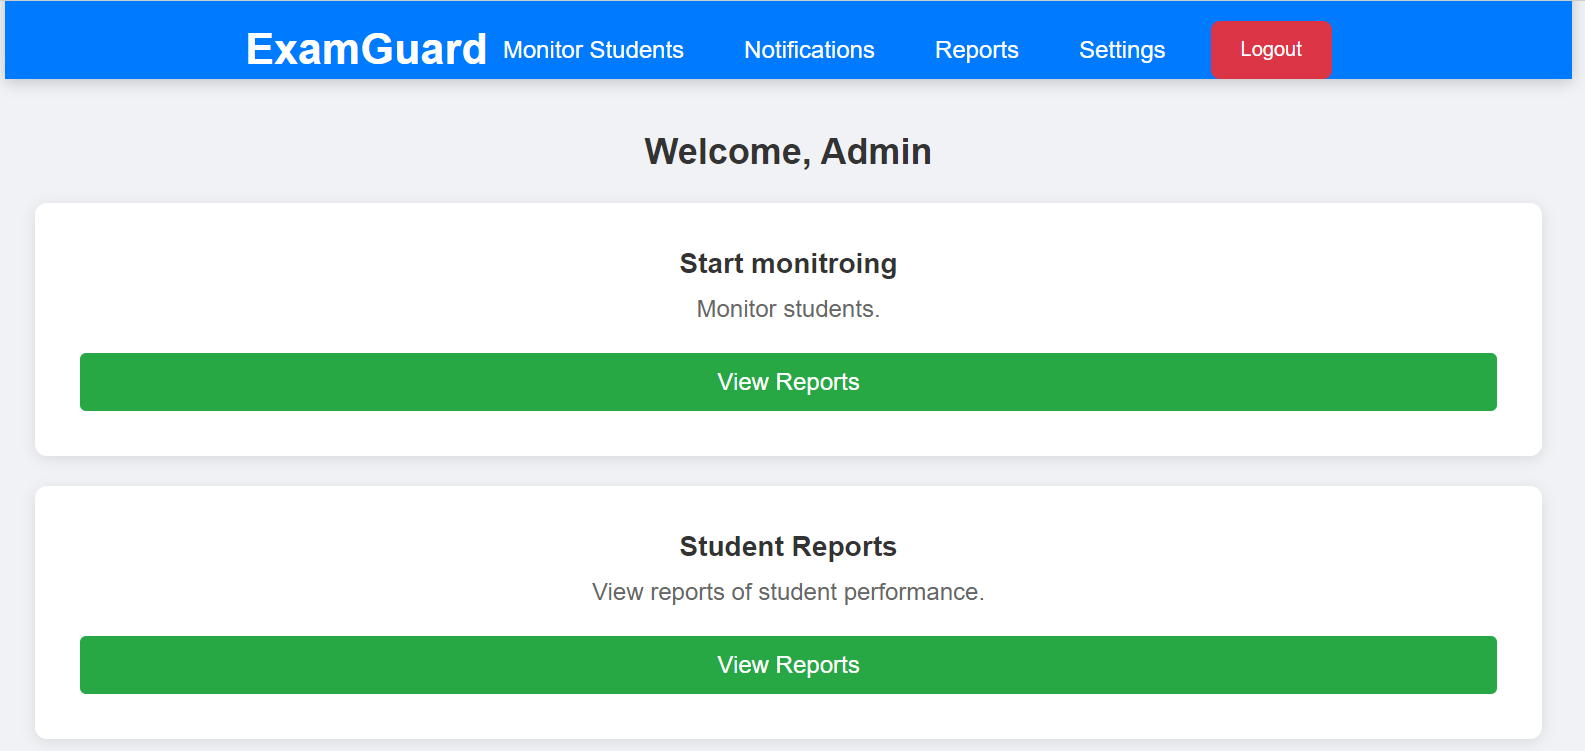 ExamGuard Monitor Students Notifications Reports Settings Logout
Welcome, Admin
Start monitroing
Monitor students.
View Reports
Student Reports
View reports of student performance.
View Reports